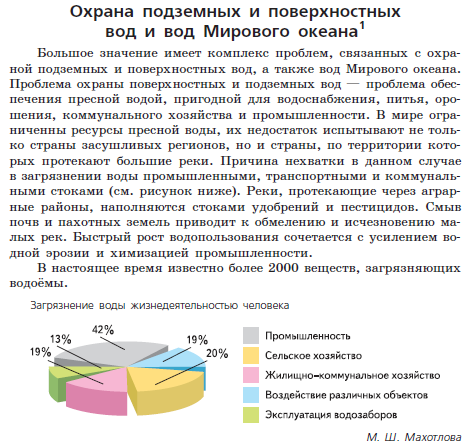 Охрана подземных и поверхностных
вод и вод Мирового океана¹
Большое значение имеет комплекс проблем, связанных с охра-
ной подземных и поверхностных вод, а также вод Мирового океана.
Проблема охраны поверхностных и подземных вод — проблема обес-
печения пресной водой, пригодной для водоснабжения, питья, оро-
шения, коммунального хозяйства и промышленности. В мире огра-
ниченны ресурсы пресной воды, их недостаток испытывают не толь-
ко страны засушливых регионов, но и страны, по территории кото-
рых протекают большие реки. Причина нехватки в данном случае
в загрязнении воды промышленными, транспортными и коммуналь-
ными стоками (см. рисунок ниже). Реки, протекающие через аграр-
ные районы, наполняются стоками удобрений и пестицидов. Смыв
почв и пахотных земель приводит к обмелению и исчезновению ма-
лых рек. Быстрый рост водопользования сочетается с усилением во-
дной эрозии и химизацией промышленности.
В настоящее время известно более 2000 веществ, загрязняющих
водоёмы.
Загрязнение воды жизнедеятельностью человека
42%
13%
19%
19%
20%
Промышленность
Сельское хозяйство
Жилищно-коммунальное хозяйство
Воздействие различных объектов
Эксплуатация водозаборов
М. Ш. Махотлова